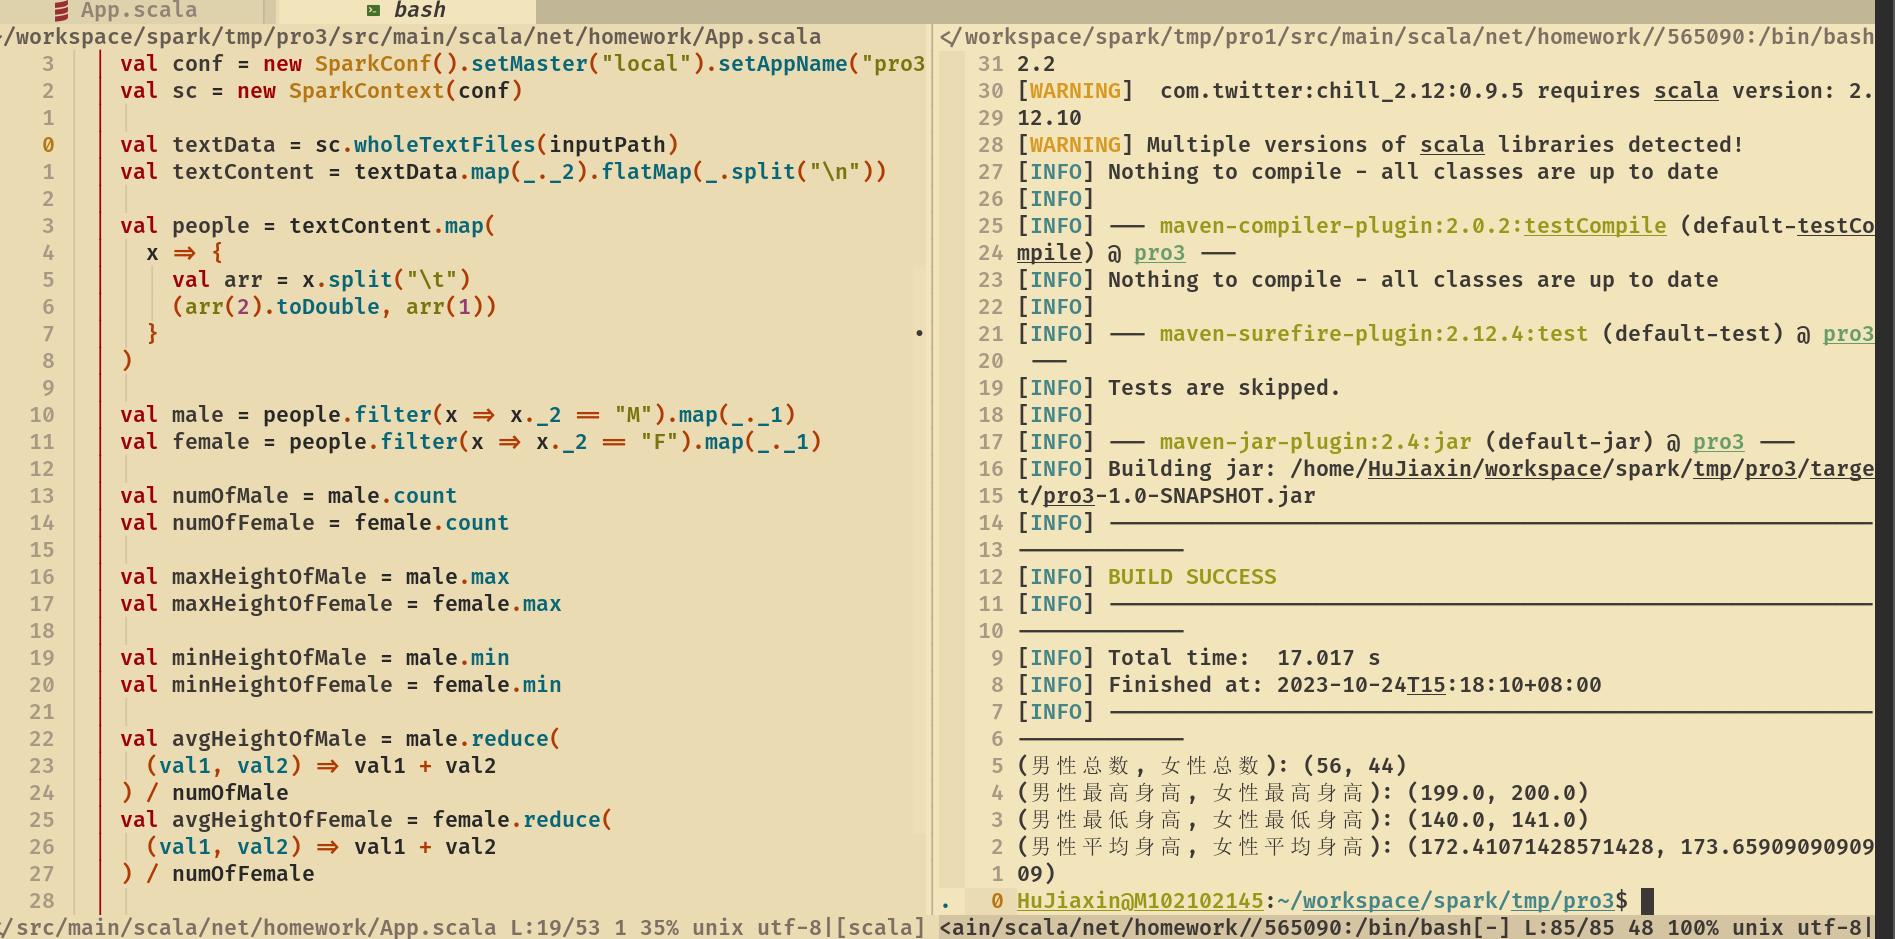 App.scala
bash
~/workspace/spark/tmp/pro3/src/main/scala/net/homework/App.scala
3 val conf = new SparkConf().setMaster("local").setAppName("pro3
2 val sc = new SparkContext(conf)
1
0 val textData = sc.wholeTextFiles(inputPath)
1 val textContent = textData.map(_._2).flatMap(_.split("\n"))
2
3 val people = textContent.map(
4 x => {
5 val arr = x.split("\t")
6 (arr(2).toDouble, arr(1))
7 }
8 )
9
10 val male = people.filter(x => x._2 == "M").map(_._1)
11 val female = people.filter(x => x._2 == "F").map(_._1)
12
13 val numOfMale = male.count
14 val numOfFemale = female.count
15
16 val maxHeightOfMale = male.max
17 val maxHeightOfFemale = female.max
18
19 val minHeightOfMale = male.min
20 val minHeightOfFemale = female.min
21
22 val avgHeightOfMale = male.reduce(
23 (val1, val2) => val1 + val2
24 ) / numOfMale
25 val avgHeightOfFemale = female.reduce(
26 (val1, val2) => val1 + val2
27 ) / numOfFemale
28
</src/main/scala/net/homework/App.scala L:19/53 1 35% unix utf-8|[scala]
</workspace/spark/tmp/pro1/src/main/scala/net/homework//565090:/bin/bash
31 2.2
30 [WARNING]  com.twitter:chill_2.12:0.9.5 requires scala version: 2.
29 12.10
28 [WARNING] Multiple versions of scala libraries detected!
27 [INFO] Nothing to compile - all classes are up to date
26 [INFO]
25 [INFO] --- maven-compiler-plugin:2.0.2:testCompile (default-testCo
24 mpile) @ pro3 ---
23 [INFO] Nothing to compile - all classes are up to date
22 [INFO]
21 [INFO] --- maven-surefire-plugin:2.12.4:test (default-test) @ pro3
20 ---
19 [INFO] Tests are skipped.
18 [INFO]
17 [INFO] --- maven-jar-plugin:2.4:jar (default-jar) @ pro3 ---
16 [INFO] Building jar: /home/HuJiaxin/workspace/spark/tmp/pro3/targe
15 t/pro3-1.0-SNAPSHOT.jar
14 [INFO] ------------------------------------------------------------
13 ------------
12 [INFO] BUILD SUCCESS
11 [INFO] ------------------------------------------------------------
10 ------------
9 [INFO] Total time:  17.017 s
8 [INFO] Finished at: 2023-10-24T15:18:10+08:00
7 [INFO] ------------------------------------------------------------
6 ------------
5 (男性总数, 女性总数): (56, 44)
4 (男性最高身高, 女性最高身高): (199.0, 200.0)
3 (男性最低身高, 女性最低身高): (140.0, 141.0)
2 (男性平均身高, 女性平均身高): (172.41071428571428, 173.65909090909
1 09)
0 HuJiaxin@M102102145:~/workspace/spark/tmp/pro3$
<ain/scala/net/homework//565090:/bin/bash[-] L:85/85 48 100% unix utf-8|